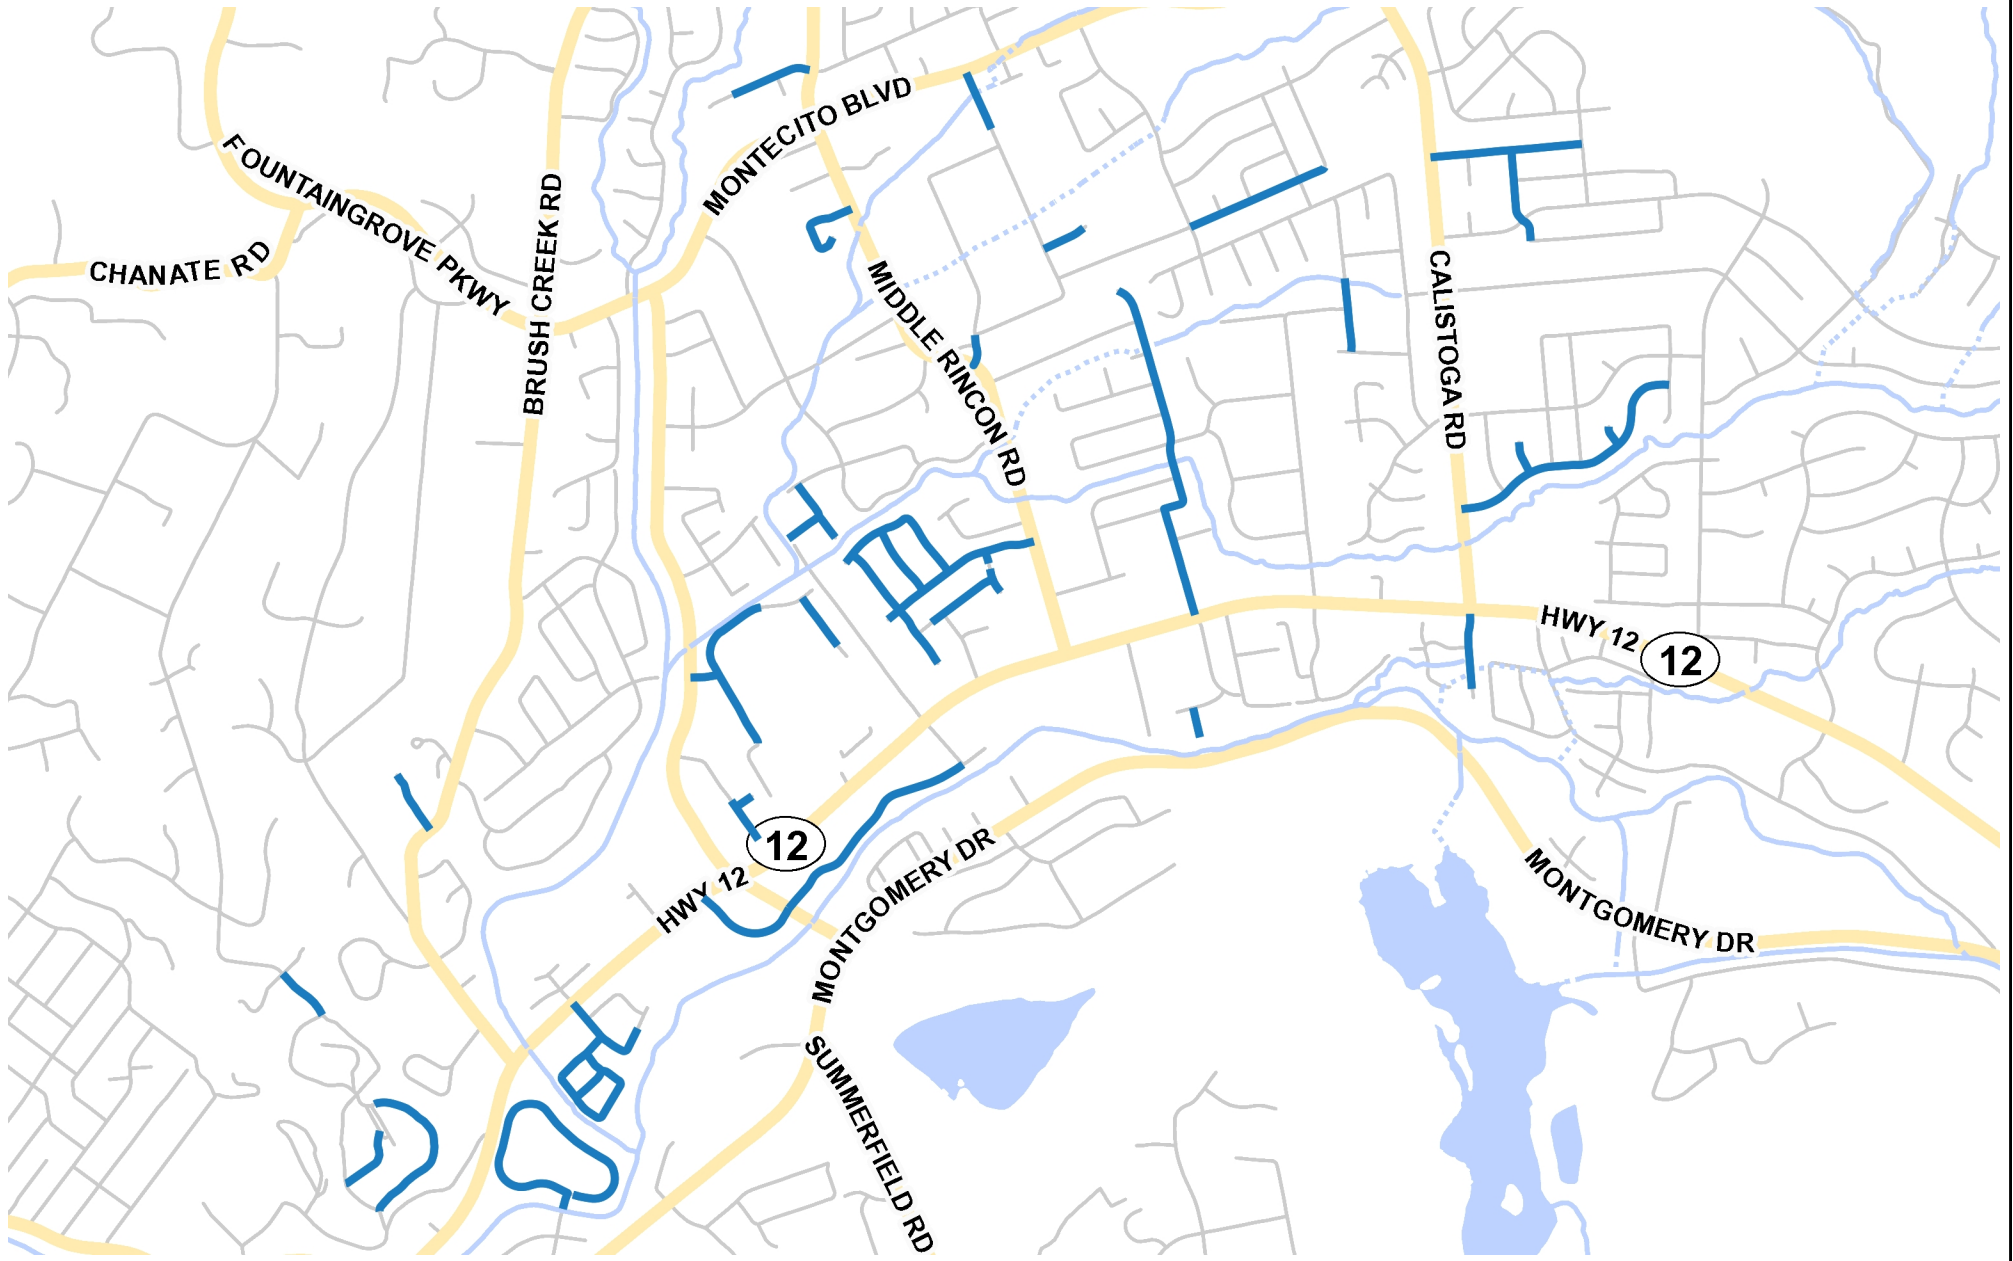 MONTECITO BLVD
FOUNTAINGROVE PKWY
CHANATE RD
BRUSH CREEK RD
MIDDLE RINCON RD
CALISTOGA RD
HWY 12
12
12
HWY 12
MONTGOMERY DR
MONTGOMERY DR
SUMMERFIELD RD